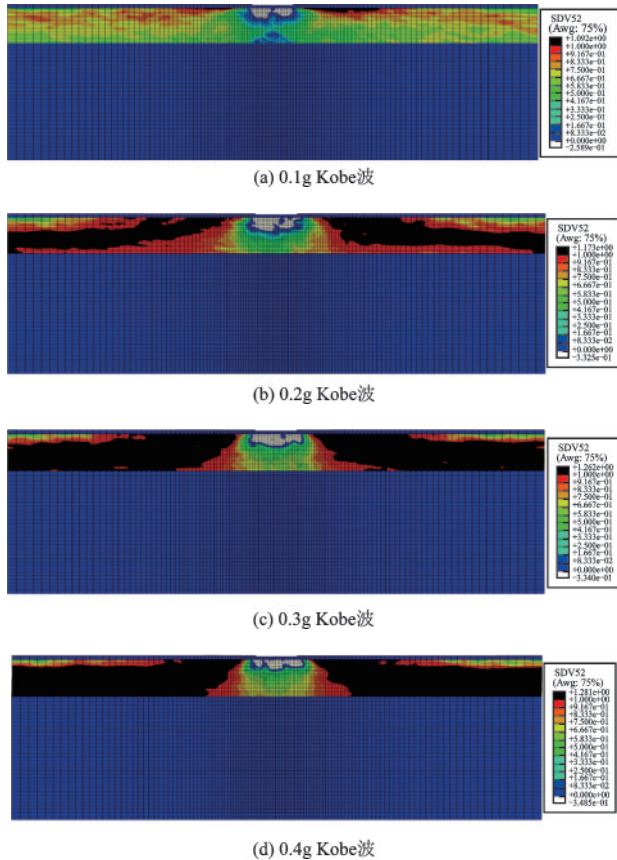 SDV52
(Awg: 75%)
+1.092e+00
+1.000e+00
+9.167e-01
+8.333e-01
+7.500e-01
+6.667e-01
+5.833e-01
+5.000e-01
+4.167e-01
+3.333e-01
+2.500e-01
+1.667e-01
+8.333e-02
+0.000e+00
-2.589e-01
(a) 0.1g Kobe波
SDV52
(Awg: 75%)
+1.173e+00
+1.000e+00
+9.167e-01
+8.333e-01
+7.500e-01
+6.667e-01
+5.833e-01
+5.000e-01
+4.167e-01
+3.333e-01
+2.500e-01
+1.667e-01
+8.333e-02
+0.000e+00
-3.325e-01
(b) 0.2g Kobe波
SDV52
(Awg: 75%)
+1.262e+00
+1.000e+00
+9.167e-01
+8.333e-01
+7.500e-01
+6.667e-01
+5.833e-01
+5.000e-01
+4.167e-01
+3.333e-01
+2.500e-01
+1.667e-01
+8.333e-02
+0.000e+00
-3.340e-01
(c) 0.3g Kobe波
SDV52
(Awg: 75%)
+1.281e+00
+1.000e+00
+9.167e-01
+8.333e-01
+7.500e-01
+6.667e-01
+5.833e-01
+5.000e-01
+4.167e-01
+3.333e-01
+2.500e-01
+1.667e-01
+8.333e-02
+0.000e+00
-3.485e-01
(d) 0.4g Kobe波